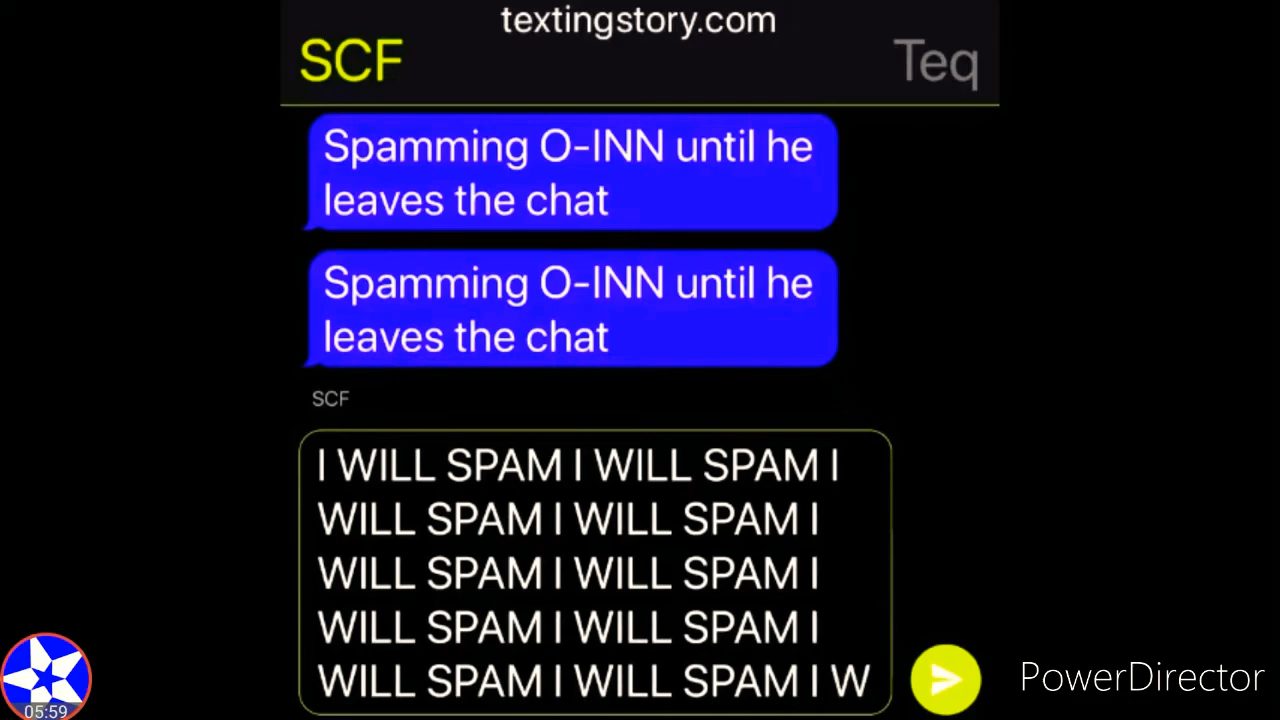 textingstory.com
SCF Teq
Spamming O-INN until he
leaves the chat
Spamming O-INN until he
leaves the chat
SCF
I WILL SPAM I WILL SPAM I
WILL SPAM I WILL SPAM I
WILL SPAM I WILL SPAM I
WILL SPAM I WILL SPAM I
WILL SPAM I WILL SPAM I W
PowerDirector
05:59